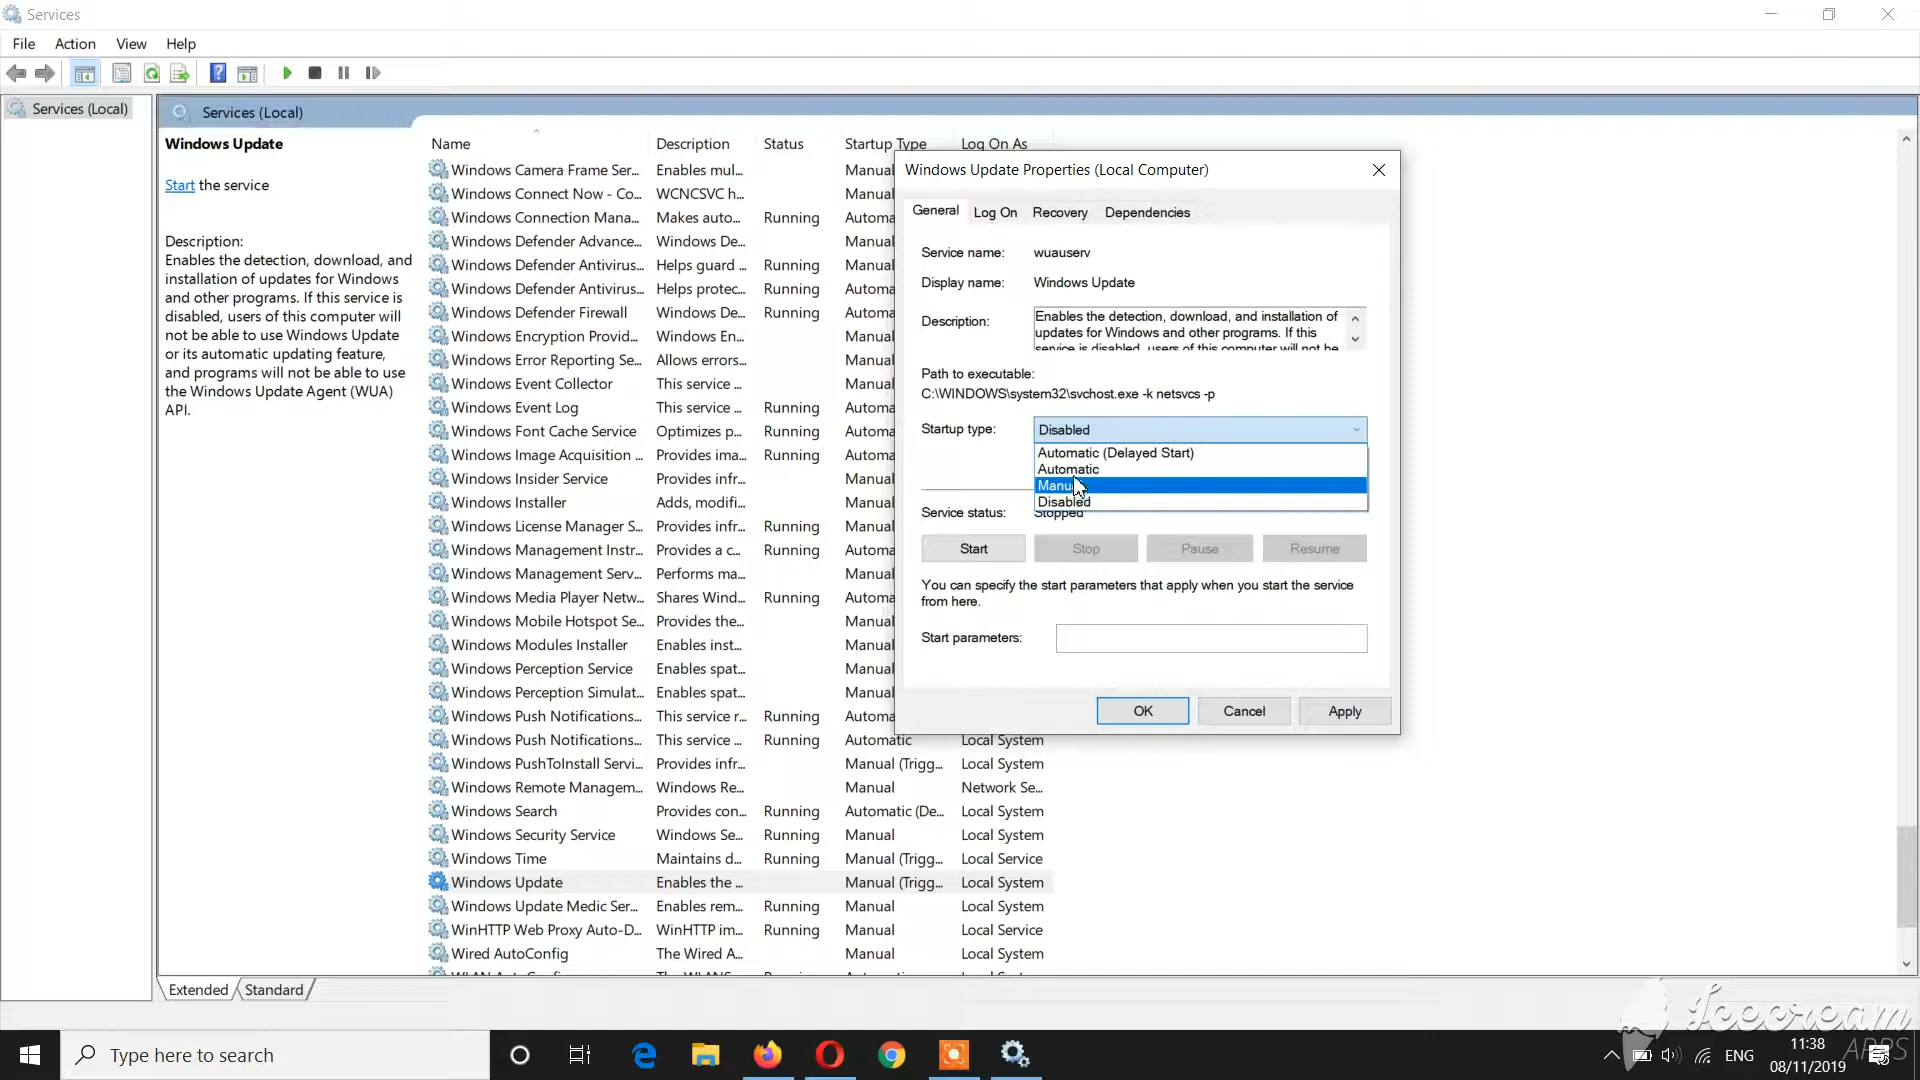 Services
File Action View Help
Services (Local)
Services (Local)
Windows Update
Start the service
Description:
Enables the detection, download, and
installation of updates for Windows
and other programs. If this service is
disabled, users of this computer will
not be able to use Windows Update
or its automatic updating feature,
and programs will not be able to use
the Windows Update Agent (WUA)
API.
Name Description Status Startup Type Log On As
Windows Camera Frame Ser... Enables mul... Manual
Windows Connect Now - Co... WCNCSVC h... Manual
Windows Connection Mana... Makes auto... Running Automa
Windows Defender Advance... Windows De... Manual
Windows Defender Antivirus... Helps guard ... Running Manual
Windows Defender Antivirus... Helps protec... Running Automa
Windows Defender Firewall Windows De... Running Automa
Windows Encryption Provid... Windows En... Manual
Windows Error Reporting Se... Allows errors... Manual
Windows Event Collector This service ... Manual
Windows Event Log This service ... Running Automa
Windows Font Cache Service Optimizes p... Running Automa
Windows Image Acquisition ... Provides ima... Running Automa
Windows Insider Service Provides infr... Manual
Windows Installer Adds, modifi... Manual
Windows License Manager S... Provides infr... Running Manual
Windows Management Instr... Provides a c... Running Automa
Windows Management Serv... Performs ma... Manual
Windows Media Player Netw... Shares Wind... Running Automa
Windows Mobile Hotspot Se... Provides the... Manual
Windows Modules Installer Enables inst... Manual
Windows Perception Service Enables spat... Manual
Windows Perception Simulat... Enables spat... Manual
Windows Push Notifications... This service r... Running Automa
Windows Push Notifications... This service ... Running Automatic Local System
Windows PushToInstall Servi... Provides infr... Manual (Trigg... Local System
Windows Remote Managem... Windows Re... Manual Network Se...
Windows Search Provides con... Running Automatic (De... Local System
Windows Security Service Windows Se... Running Manual Local System
Windows Time Maintains d... Running Manual (Trigg... Local Service
Windows Update Enables the ... Manual (Trigg... Local System
Windows Update Medic Ser... Enables rem... Running Manual Local System
WinHTTP Web Proxy Auto-D... WinHTTP im... Running Manual Local Service
Wired AutoConfig The Wired A... Manual Local System
Extended Standard
Windows Update Properties (Local Computer)
General Log On Recovery Dependencies
Service name: wuauserv
Display name: Windows Update
Description: Enables the detection, download, and installation of
updates for Windows and other programs. If this
service is disabled, users of this computer will not be
Path to executable:
C:\WINDOWS\system32\svchost.exe -k netsvcs -p
Startup type: Disabled
Automatic (Delayed Start)
Automatic
Manual
Disabled
Service status: Stopped
Start Stop Pause Resume
You can specify the start parameters that apply when you start the service
from here.
Start parameters:
OK Cancel Apply
Icecream
APPS
Type here to search
ENG
11:38
08/11/2019